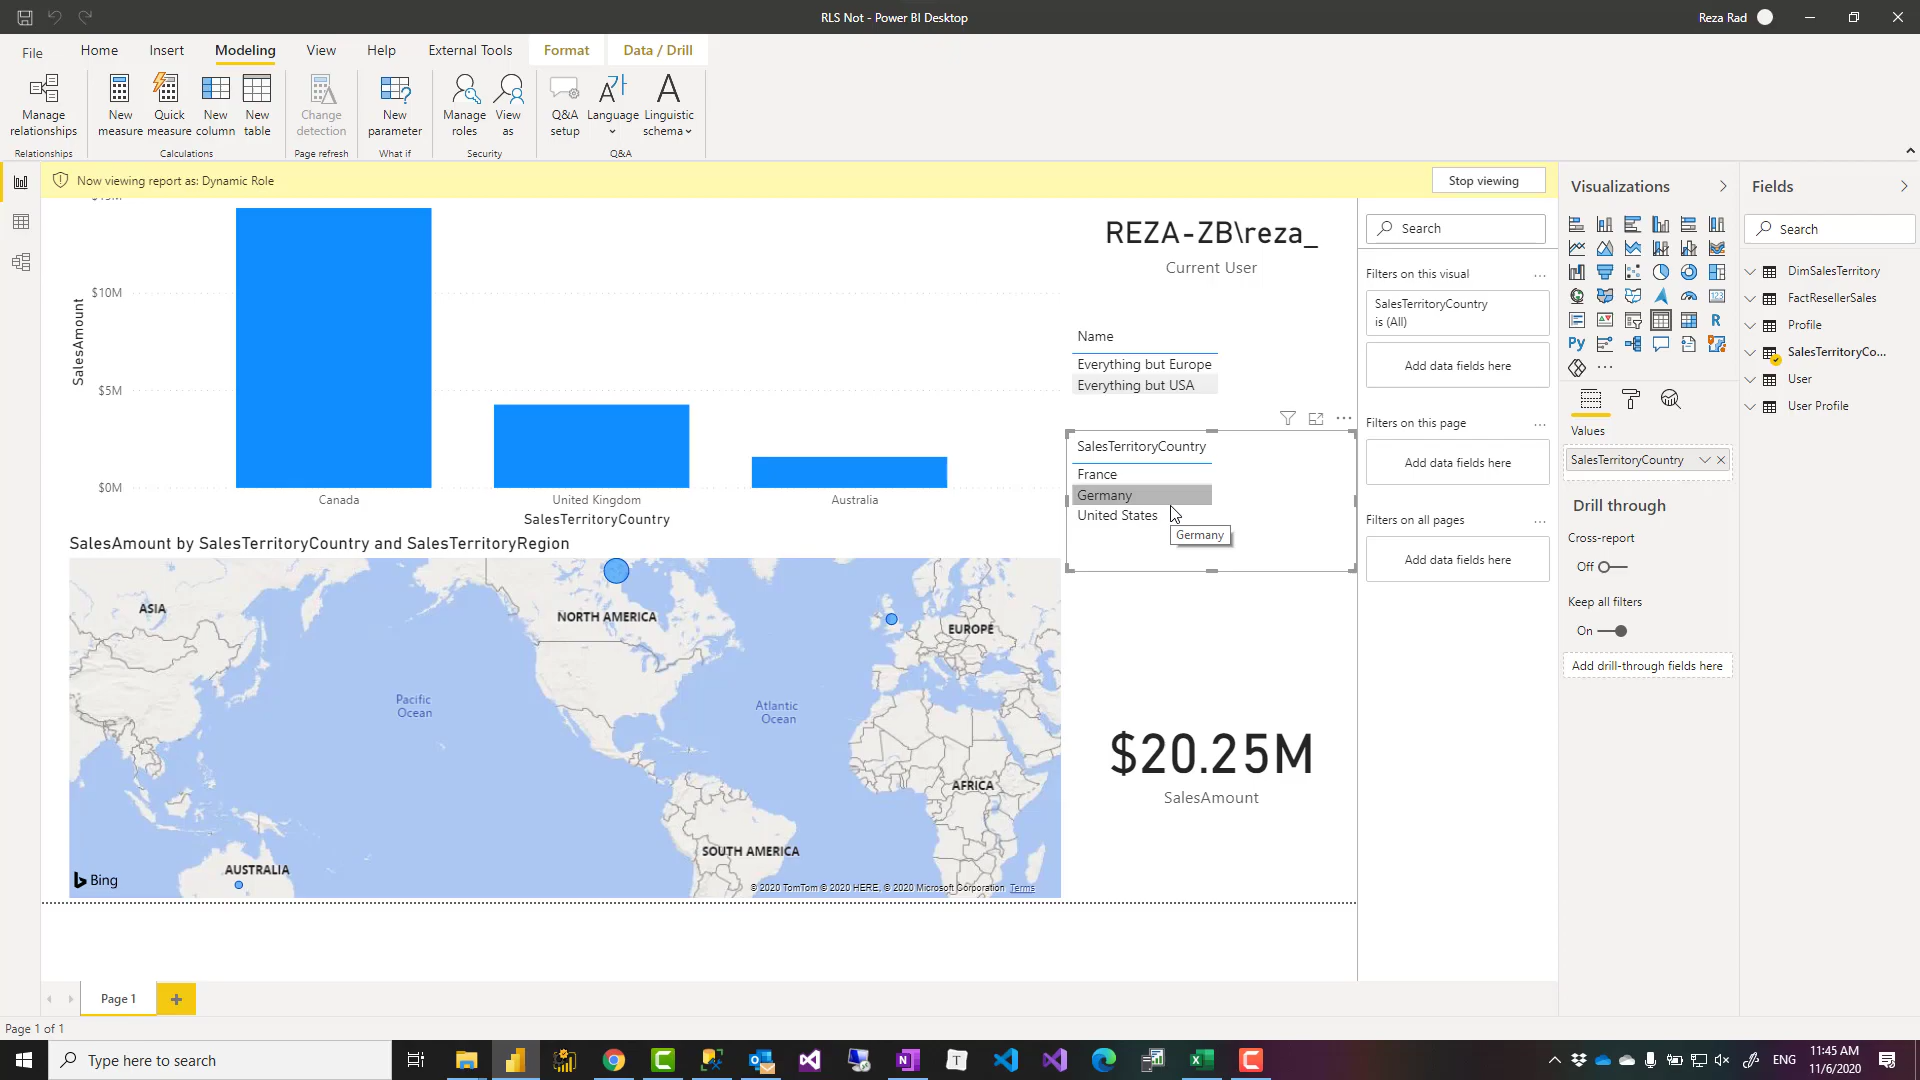 RLS Not - Power BI Desktop
Reza Rad
File
Home
Insert
Modeling
View
Help
External Tools
Format
Data / Drill
Manage
relationships
New
measure
Quick
measure
New
column
New
table
Change
detection
New
parameter
Manage
roles
View
as
Q&A
setup
Language
Linguistic
schema
Relationships
Calculations
Page refresh
What if
Security
Q&A
Now viewing report as: Dynamic Role
Stop viewing
$10M
$5M
$0M
SalesAmount
Canada
United Kingdom
Australia
SalesTerritoryCountry
SalesAmount by SalesTerritoryCountry and SalesTerritoryRegion
ASIA
NORTH AMERICA
EUROPE
Pacific
Ocean
Atlantic
Ocean
AFRICA
SOUTH AMERICA
AUSTRALIA
Bing
© 2020 TomTom © 2020 HERE, © 2020 Microsoft Corporation Terms
REZA-ZB\reza_
Current User
Name
Everything but Europe
Everything but USA
SalesTerritoryCountry
France
Germany
United States
Germany
$20.25M
SalesAmount
Search
Filters on this visual
...
SalesTerritoryCountry
is (All)
Add data fields here
Filters on this page
...
Add data fields here
Filters on all pages
...
Add data fields here
Visualizations
R
Py
...
Values
SalesTerritoryCountry
Drill through
Cross-report
Off
Keep all filters
On
Add drill-through fields here
Fields
Search
DimSalesTerritory
FactResellerSales
Profile
SalesTerritoryCo...
User
User Profile
Page 1
Page 1 of 1
Type here to search
ENG
11:45 AM
11/6/2020